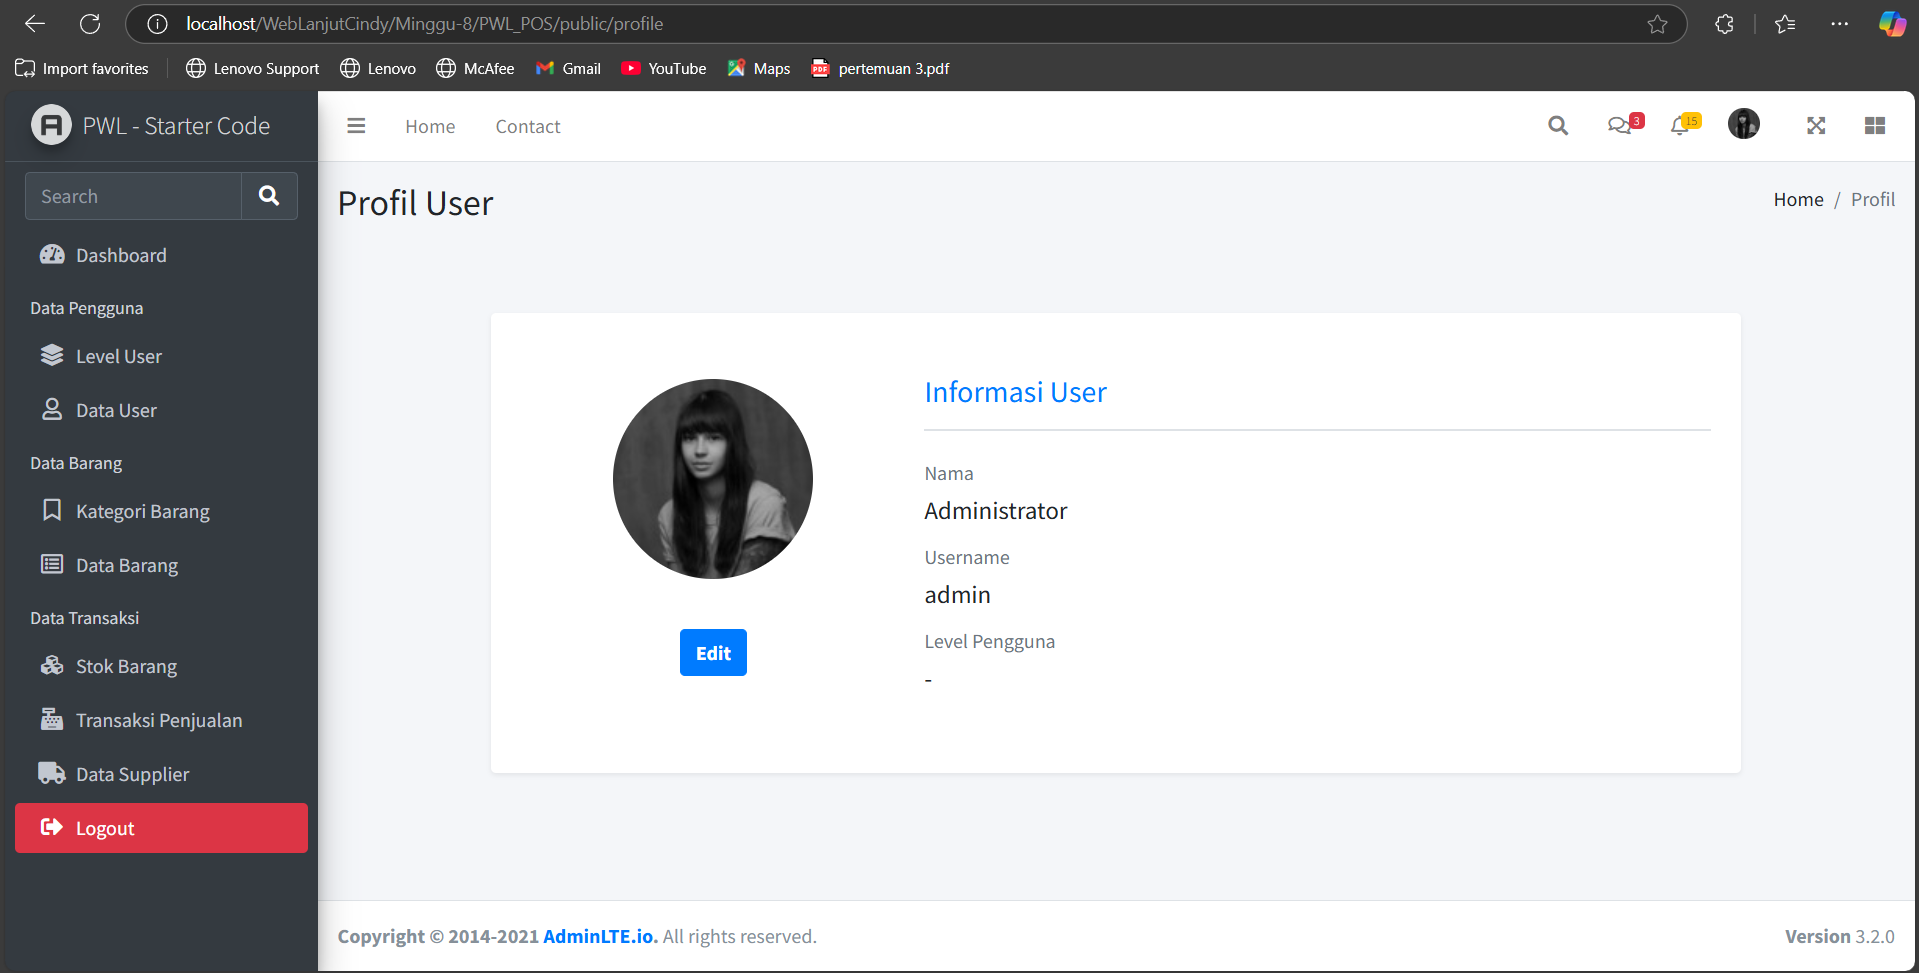 localhost/WebLanjutCindy/Minggu-8/PWL_POS/public/profile
Import favorites Lenovo Support Lenovo McAfee Gmail YouTube Maps PDF pertemuan 3.pdf
PWL - Starter Code
Home Contact 3 15
Search
Profil User
Home / Profil
Dashboard
Data Pengguna
Level User
Data User
Data Barang
Kategori Barang
Data Barang
Data Transaksi
Stok Barang
Transaksi Penjualan
Data Supplier
Logout
Edit
Informasi User
Nama
Administrator
Username
admin
Level Pengguna
-
Copyright © 2014-2021 AdminLTE.io. All rights reserved.
Version 3.2.0